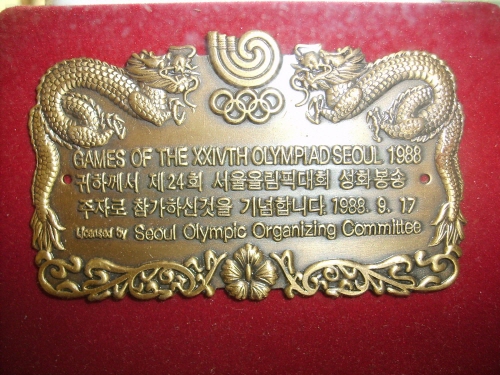 GAMES OF THE XXIVTH OLYMPIAD SEOUL 1988
귀하께서 제24회 서울올림픽대회 성화봉송
주자로 참가하신것을 기념합니다. 1988. 9. 17
Licensed by Seoul Olympic Organizing Committee